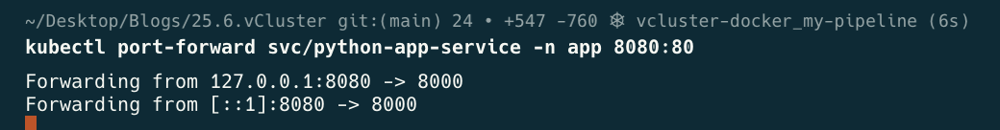 ~/Desktop/Blogs/25.6.vCluster git:(main) 24 • +547 -760 ⎈ vcluster-docker_my-pipeline (6s)
kubectl port-forward svc/python-app-service -n app 8080:80
Forwarding from 127.0.0.1:8080 -> 8000
Forwarding from [::1]:8080 -> 8000